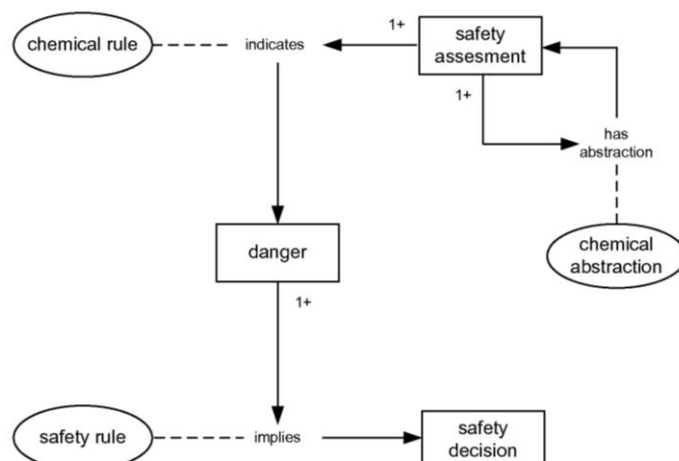 chemical rule
indicates
1+
safety
assesment
1+
has
abstraction
danger
chemical
abstraction
1+
safety rule
implies
safety
decision